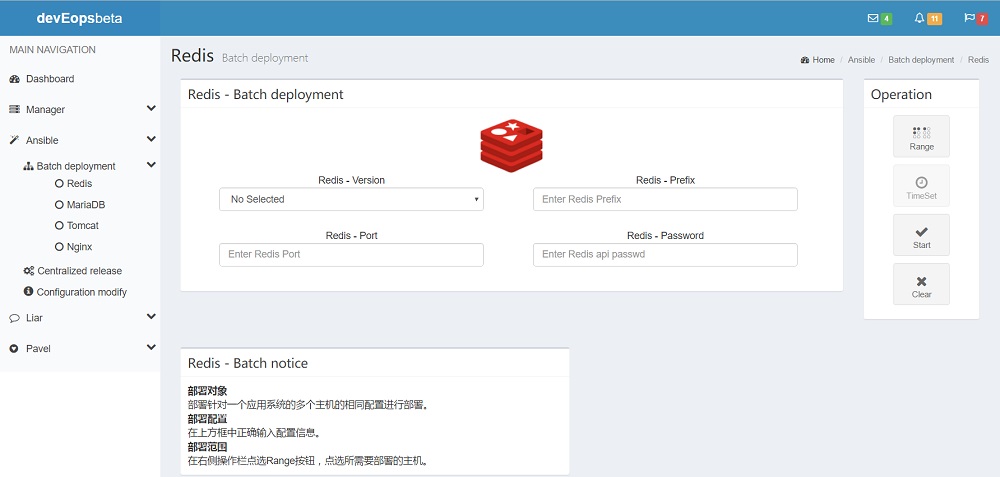 devEopsbeta
4
11
7
MAIN NAVIGATION
Dashboard
Manager
Ansible
Batch deployment
Redis
MariaDB
Tomcat
Nginx
Centralized release
Configuration modify
Liar
Pavel
Redis Batch deployment
Home / Ansible / Batch deployment / Redis
Redis - Batch deployment
Redis - Version
No Selected
Redis - Prefix
Enter Redis Prefix
Redis - Port
Enter Redis Port
Redis - Password
Enter Redis api passwd
Operation
Range
TimeSet
Start
Clear
Redis - Batch notice
部署对象
部署针对一个应用系统的多个主机的相同配置进行部署。
部署配置
在上方框中正确输入配置信息。
部署范围
在右侧操作栏点选Range按钮，点选所需要部署的主机。